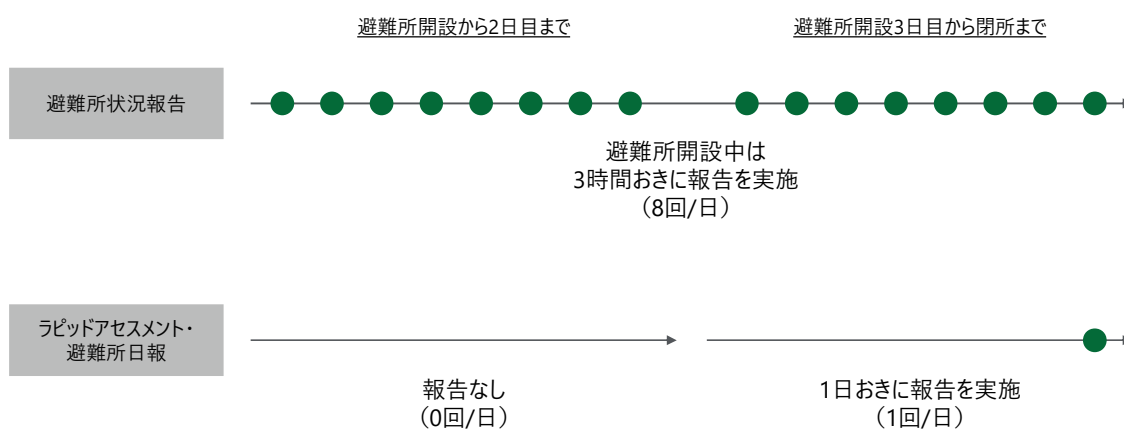 避難所開設から2日目まで
避難所開設3日目から閉所まで
避難所状況報告
避難所開設中は
3時間おきに報告を実施
（8回/日）
ラピッドアセスメント・
避難所日報
報告なし
（0回/日）
1日おきに報告を実施
（1回/日）